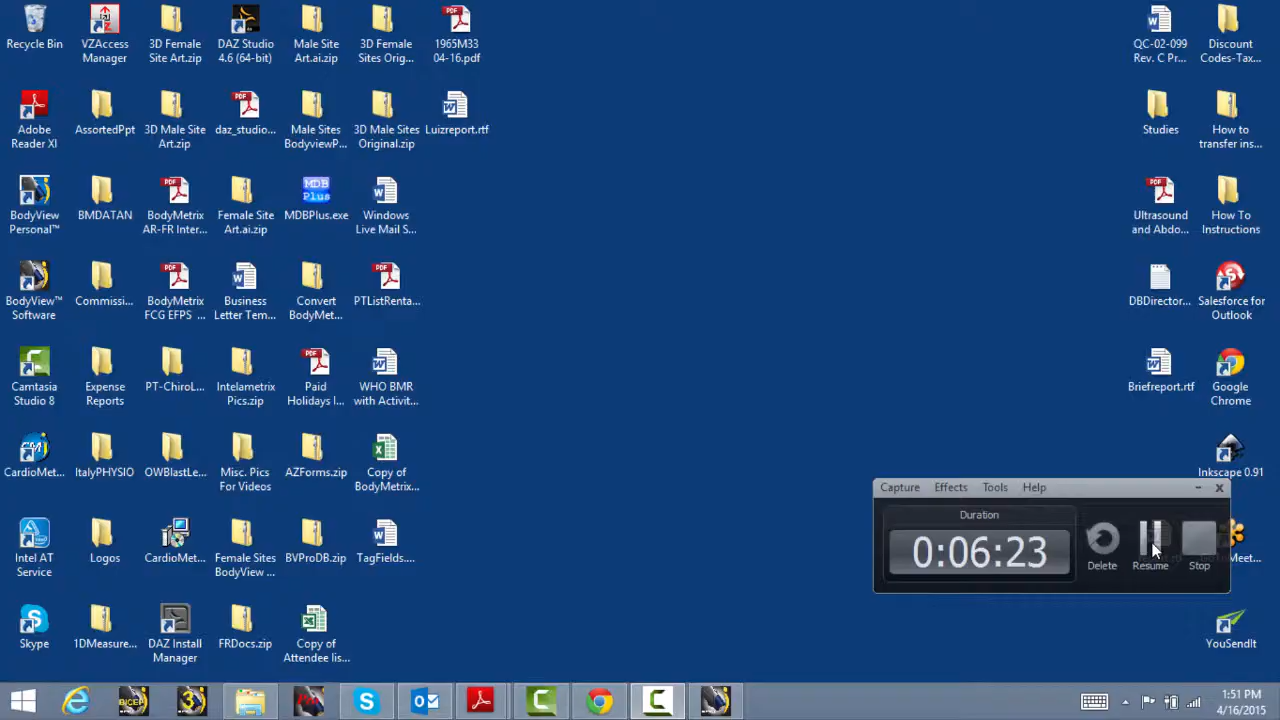 Recycle Bin
VZAccess
Manager
3D Female
Site Art.zip
DAZ Studio
4.6 (64-bit)
Male Site
Art.ai.zip
3D Female
Sites Orig...
1965M33
04-16.pdf
QC-02-099
Rev. C Pr...
Discount
Codes-Tax...
Adobe
Reader XI
AssortedPpt
3D Male Site
Art.zip
daz_studio...
Male Sites
BodyviewP...
3D Male Sites
Original.zip
Luizreport.rtf
Studies
How to
transfer ins...
BodyView
Personal™
BMDATAN
BodyMetrix
AR-FR Inter...
Female Site
Art.ai.zip
MDB
Plus
MDBPlus.exe
Windows
Live Mail S...
Ultrasound
and Abdo...
How To
Instructions
BodyView™
Software
Commissi...
BodyMetrix
FCG EFPS ...
Business
Letter Tem...
Convert
BodyMet...
PTListRenta...
DBDirector...
Salesforce for
Outlook
Camtasia
Studio 8
Expense
Reports
PT-ChiroL...
Intelametrix
Pics.zip
Paid
Holidays I...
WHO BMR
with Activit...
Briefreport.rtf
Google
Chrome
CardioMet...
ItalyPHYSIO
OWBlastLe...
Misc. Pics
For Videos
AZForms.zip
Copy of
BodyMetrix...
Inkscape 0.91
Capture Effects Tools Help
Duration
0:06:23
Delete
Resume
Stop
Intel AT
Service
Logos
CardioMet...
Female Sites
BodyView ...
BVProDB.zip
TagFields....
Skype
1DMeasure...
DAZ Install
Manager
FRDocs.zip
Copy of
Attendee lis...
YouSendIt
1:51 PM
4/16/2015